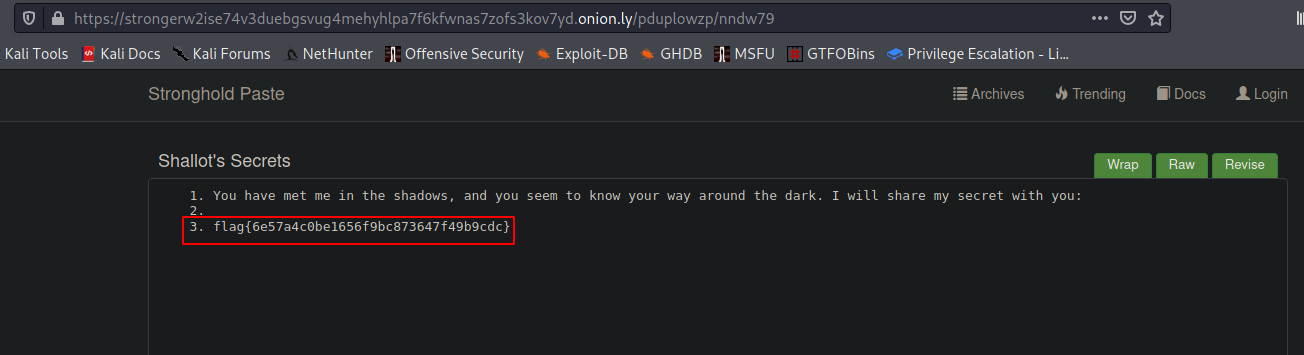 https://strongerw2ise74v3duebgsvug4mehyhlpa7f6kfwnas7zofs3kov7yd.onion.ly/pduplowzp/nndw79
Kali Tools Kali Docs Kali Forums NetHunter Offensive Security Exploit-DB GHDB MSFU GTFOBins Privilege Escalation - Li...
Stronghold Paste Archives Trending Docs Login
Shallot's Secrets Wrap Raw Revise
1. You have met me in the shadows, and you seem to know your way around the dark. I will share my secret with you:
2.
3. flag{6e57a4c0be1656f9bc873647f49b9cdc}